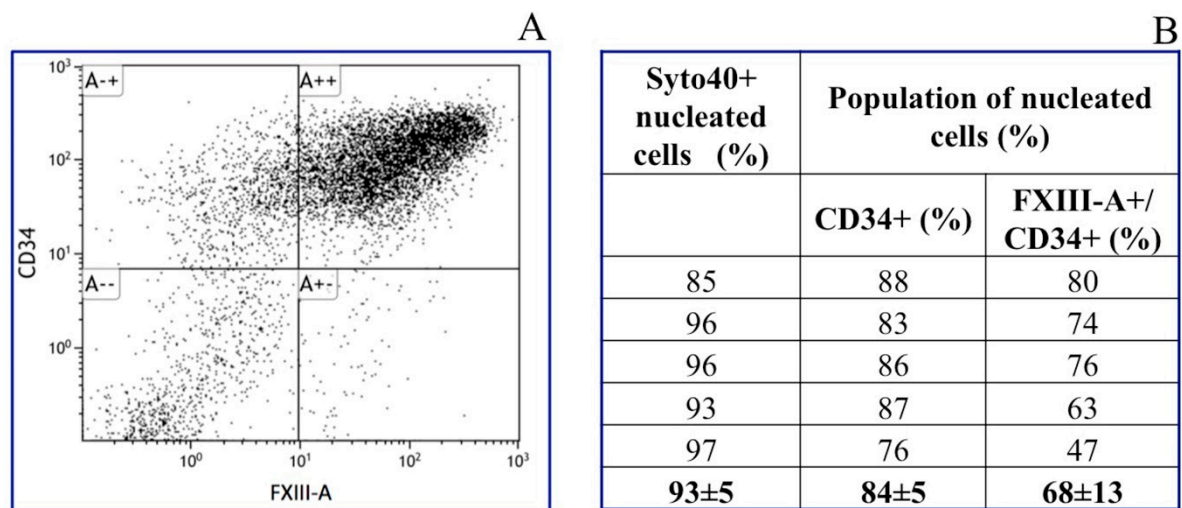 A
B
10³
A-+
A++
10²
CD34
10¹
A--
A+-
10⁰
10⁰
10¹
10²
10³
FXIII-A
Syto40+
nucleated
cells (%)
Population of nucleated
cells (%)
CD34+ (%)
FXIII-A+/
CD34+ (%)
85 88 80
96 83 74
96 86 76
93 87 63
97 76 47
93±5 84±5 68±13